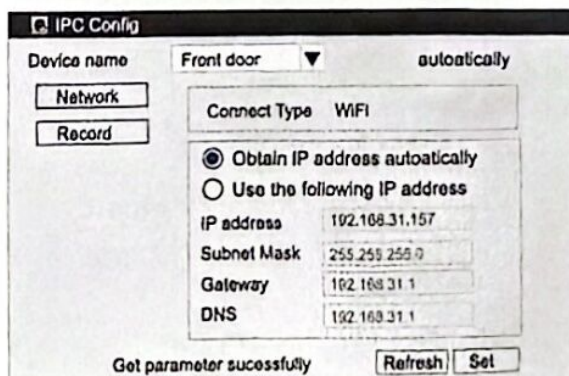 IPC Config
Device name Front door autoatically
Network
Record
Connect Type WiFi
Obtain IP address autoatically
Use the following IP address
IP address 192.168.31.157
Subnet Mask 255.255.255.0
Gateway 192.168.31.1
DNS 192.168.31.1
Get parameter sucessfully Refresh Set